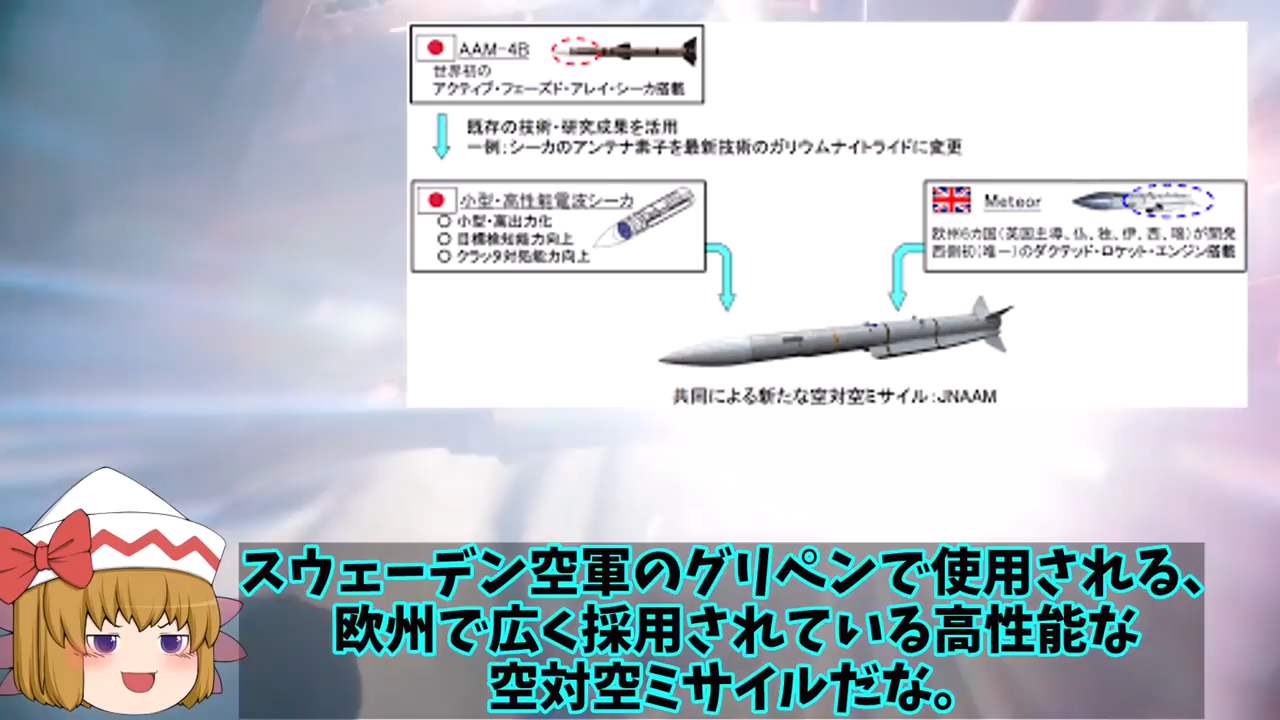 AAM-4B
世界初の
アクティブ・フェーズド・アレイ・シーカ搭載
既存の技術・研究成果を活用
ー例:シーカのアンテナ素子を最新技術のガリウムナイトライドに変更
小型・高性能電波シーカ
○ 小型・高出力化
○ 目標検知能力向上
○ クラッタ対処能力向上
Meteor
欧州6カ国(英国主導、仏、独、伊、西、瑞)が開発
西側初(唯一)のダクテッド・ロケット・エンジン搭載
共同による新たな空対空ミサイル:JNAAM
スウェーデン空軍のグリペンで使用される、
欧州で広く採用されている高性能な
空対空ミサイルだな。